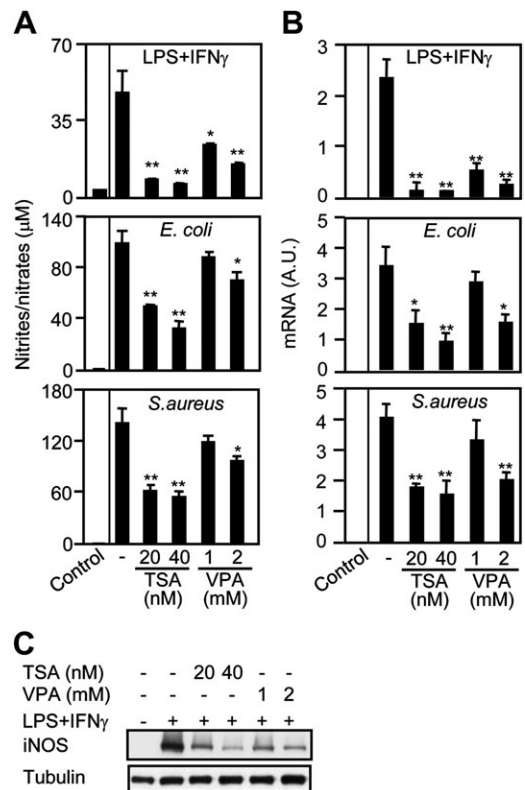 A
B
LPS+IFNγ
LPS+IFNγ
70
35
0
3
2
1
0
** ** * **
** ** ** **
E. coli
E. coli
140
80
40
0
5
4
3
2
1
0
** ** *
* ** *
S.aureus
S.aureus
180
120
60
0
5
4
3
2
1
0
** ** *
** ** **
Nitrites/nitrates (μM)
mRNA (A.U.)
Control - 20 40 1 2
Control - 20 40 1 2
TSA VPA
TSA VPA
(nM) (mM)
(nM) (mM)
C
TSA (nM) - - 20 40 - -
VPA (mM) - - - - 1 2
LPS+IFNγ - + + + + +
iNOS
Tubulin